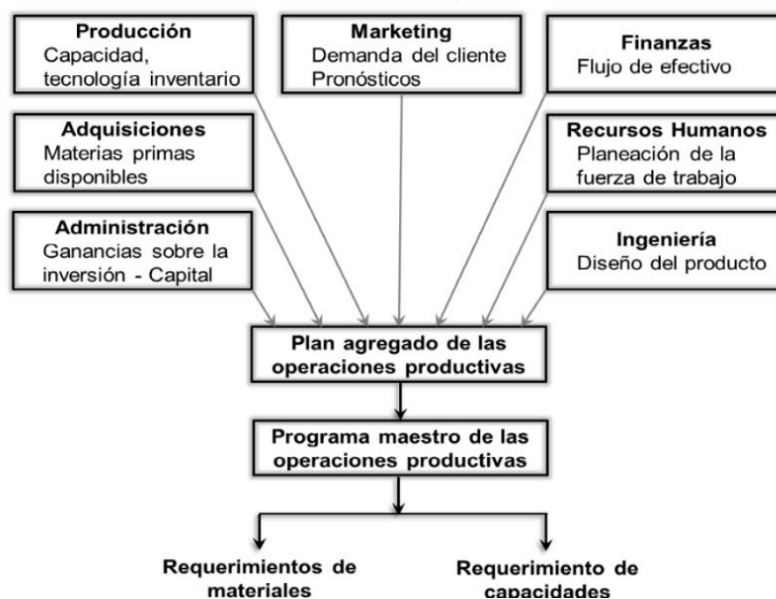 Producción
Capacidad,
tecnología inventario
Marketing
Demanda del cliente
Pronósticos
Finanzas
Flujo de efectivo
Adquisiciones
Materias primas
disponibles
Recursos Humanos
Planeación de la
fuerza de trabajo
Administración
Ganancias sobre la
inversión - Capital
Ingeniería
Diseño del producto
Plan agregado de las
operaciones productivas
Programa maestro de las
operaciones productivas
Requerimientos de
materiales
Requerimiento de
capacidades